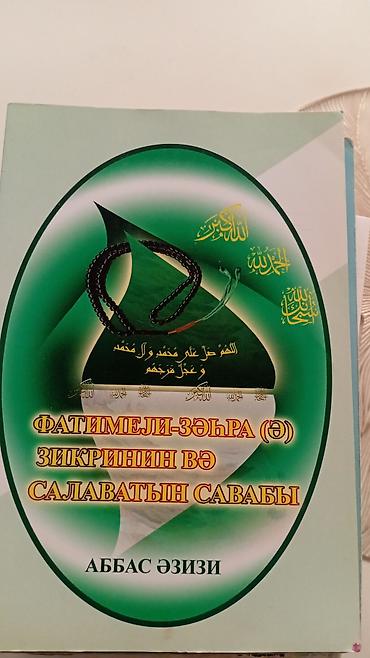 الله اكبر
الحمد لله
سبحان الله
اللهم صل على محمد وآل محمد
و عجل فرجهم
ФАТИМЕЈИ-ЗӘҺРА (Ә)
ЗИКРИНИН ВӘ
САЛАВАТЫН САВАБЫ
АББАС ӘЗИЗИ